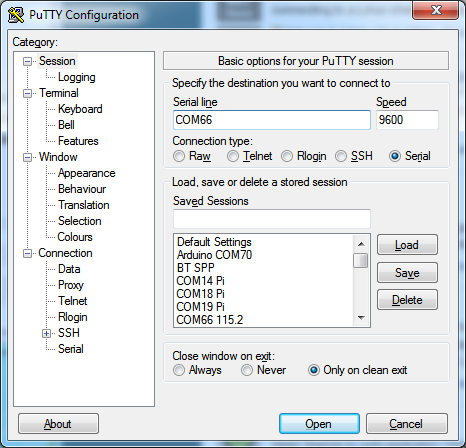 PuTTY Configuration
Category:
Session
Logging
Terminal
Keyboard
Bell
Features
Window
Appearance
Behaviour
Translation
Selection
Colours
Connection
Data
Proxy
Telnet
Rlogin
SSH
Serial
Basic options for your PuTTY session
Specify the destination you want to connect to
Serial line Speed
COM66 9600
Connection type:
Raw Telnet Rlogin SSH Serial
Load, save or delete a stored session
Saved Sessions
Default Settings
Arduino COM70
BT SPP
COM14 Pi
COM18 Pi
COM19 Pi
COM66 115.2
Load
Save
Delete
Close window on exit:
Always Never Only on clean exit
About Open Cancel